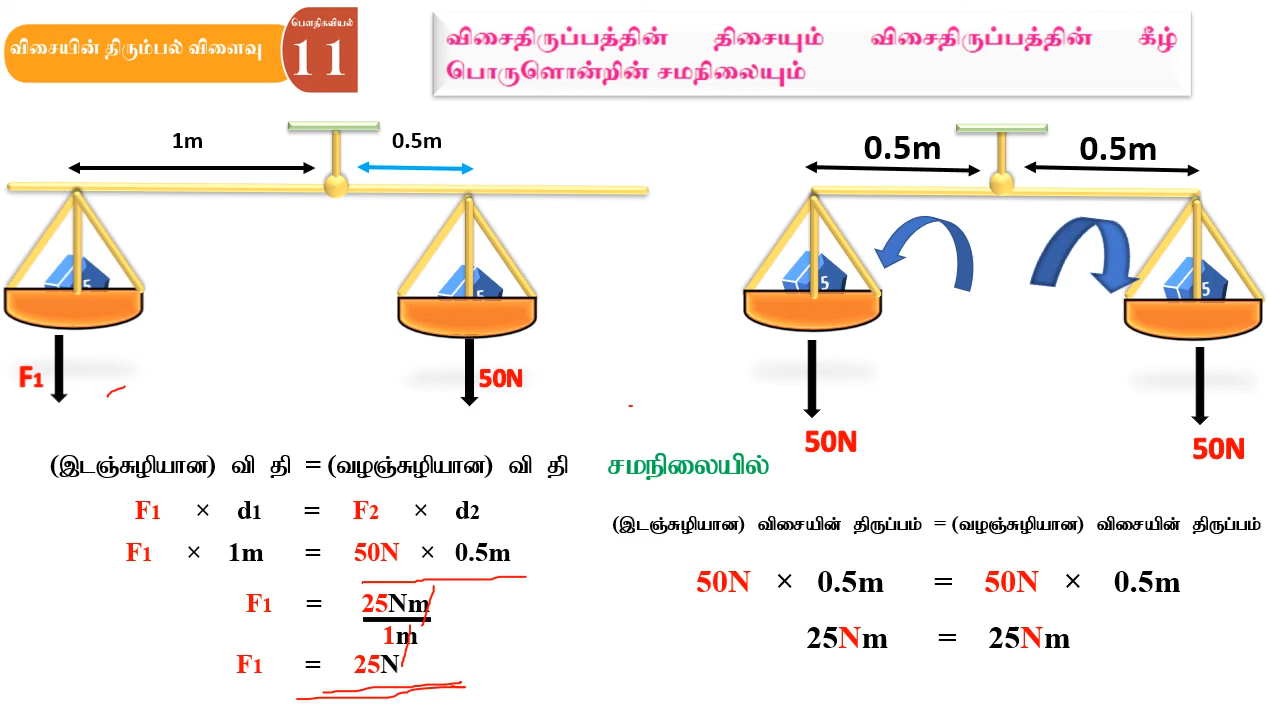 விசையின் திரும்பல் விளைவு
பௌதிகவியல்
11
விசைதிருப்பத்தின் திசையும் விசைதிருப்பத்தின் கீழ்
பொருளொன்றின் சமநிலையும்
1m
0.5m
0.5m
0.5m
5
5
5
5
F1
50N
50N
50N
(இடஞ்சுழியான) வி தி = (வழஞ்சுழியான) வி தி
F1 × d1 = F2 × d2
F1 × 1m = 50N × 0.5m
F1 = 25Nm
1m
F1 = 25N
சமநிலையில்
(இடஞ்சுழியான) விசையின் திருப்பம் = (வழஞ்சுழியான) விசையின் திருப்பம்
50N × 0.5m = 50N × 0.5m
25Nm = 25Nm